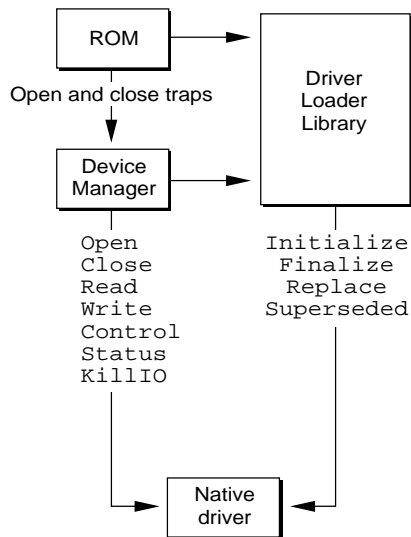 ROM
Driver
Loader
Library
Open and close traps
Device
Manager
Open
Close
Read
Write
Control
Status
KillIO
Initialize
Finalize
Replace
Superseded
Native
driver